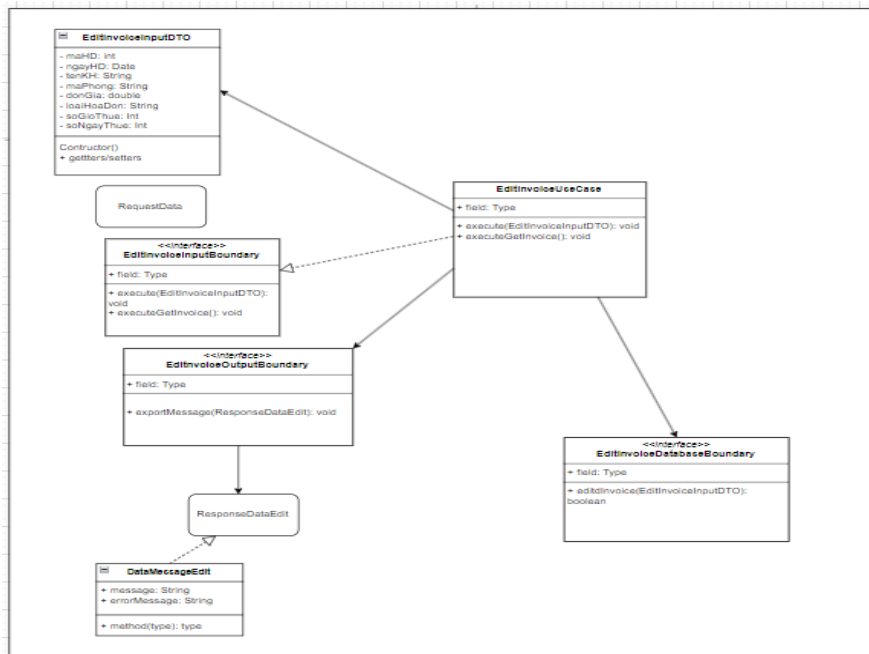 EditInvoiceInputDTO
- maHD: int
- ngayHD: Date
- tenKH: String
- maPhong: String
- donGia: double
- loaiHoaDon: String
- soGioThue: Int
- soNgayThue: Int
Contructor()
+ gettters/setters
RequestData
<<interface>>
EditInvoiceInputBoundary
+ field: Type
+ execute(EditInvoiceInputDTO):
void
+ executeGetInvoice(): void
<<interface>>
EditInvoiceOutputBoundary
+ field: Type
+ exportMessage(ResponseDataEdit): void
ResponseDataEdit
DataMessageEdit
+ message: String
+ errorMessage: String
+ method(type): type
EditInvoiceUseCase
+ field: Type
+ execute(EditInvoiceInputDTO): void
+ executeGetInvoice(): void
<<interface>>
EditInvoiceDatabaseBoundary
+ field: Type
+ editdInvoice(EditInvoiceInputDTO):
boolean